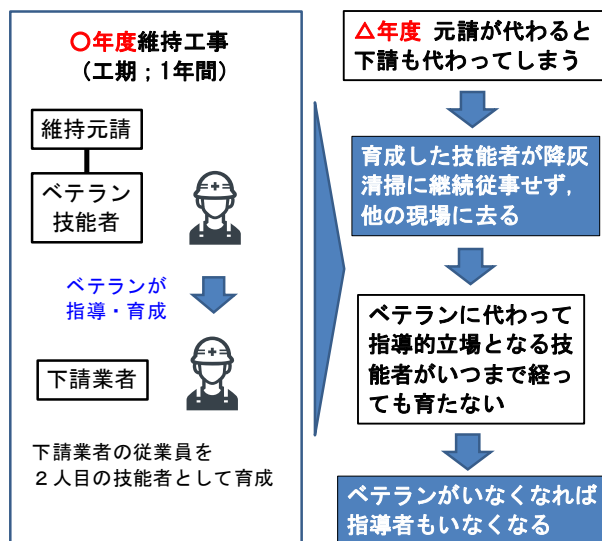 〇年度維持工事
（工期；1年間）
維持元請
ベテラン
技能者
ベテランが
指導・育成
下請業者
下請業者の従業員を
２人目の技能者として育成
△年度 元請が代わると
下請も代わってしまう
育成した技能者が降灰
清掃に継続従事せず，
他の現場に去る
ベテランに代わって
指導的立場となる技
能者がいつまで経っ
ても育たない
ベテランがいなくなれば
指導者もいなくなる